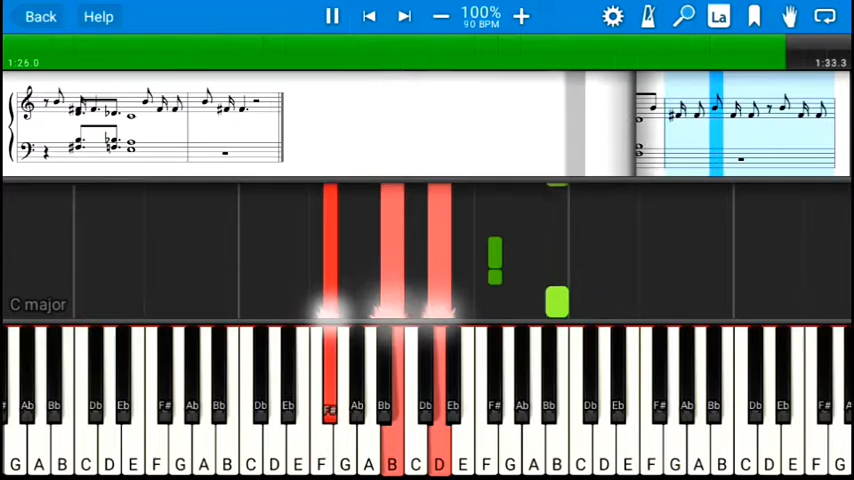 Back Help 100% La
90 BPM
1:26.0 1:33.3
C major
Ab Bb Db Eb F# Ab Bb Db Eb F# Ab Bb Db Eb F# Ab Bb Db Eb F# Ab Bb Db Eb F#
G A B C D E F G A B C D E F G A B C D E F G A B C D E F G A B C D E F G